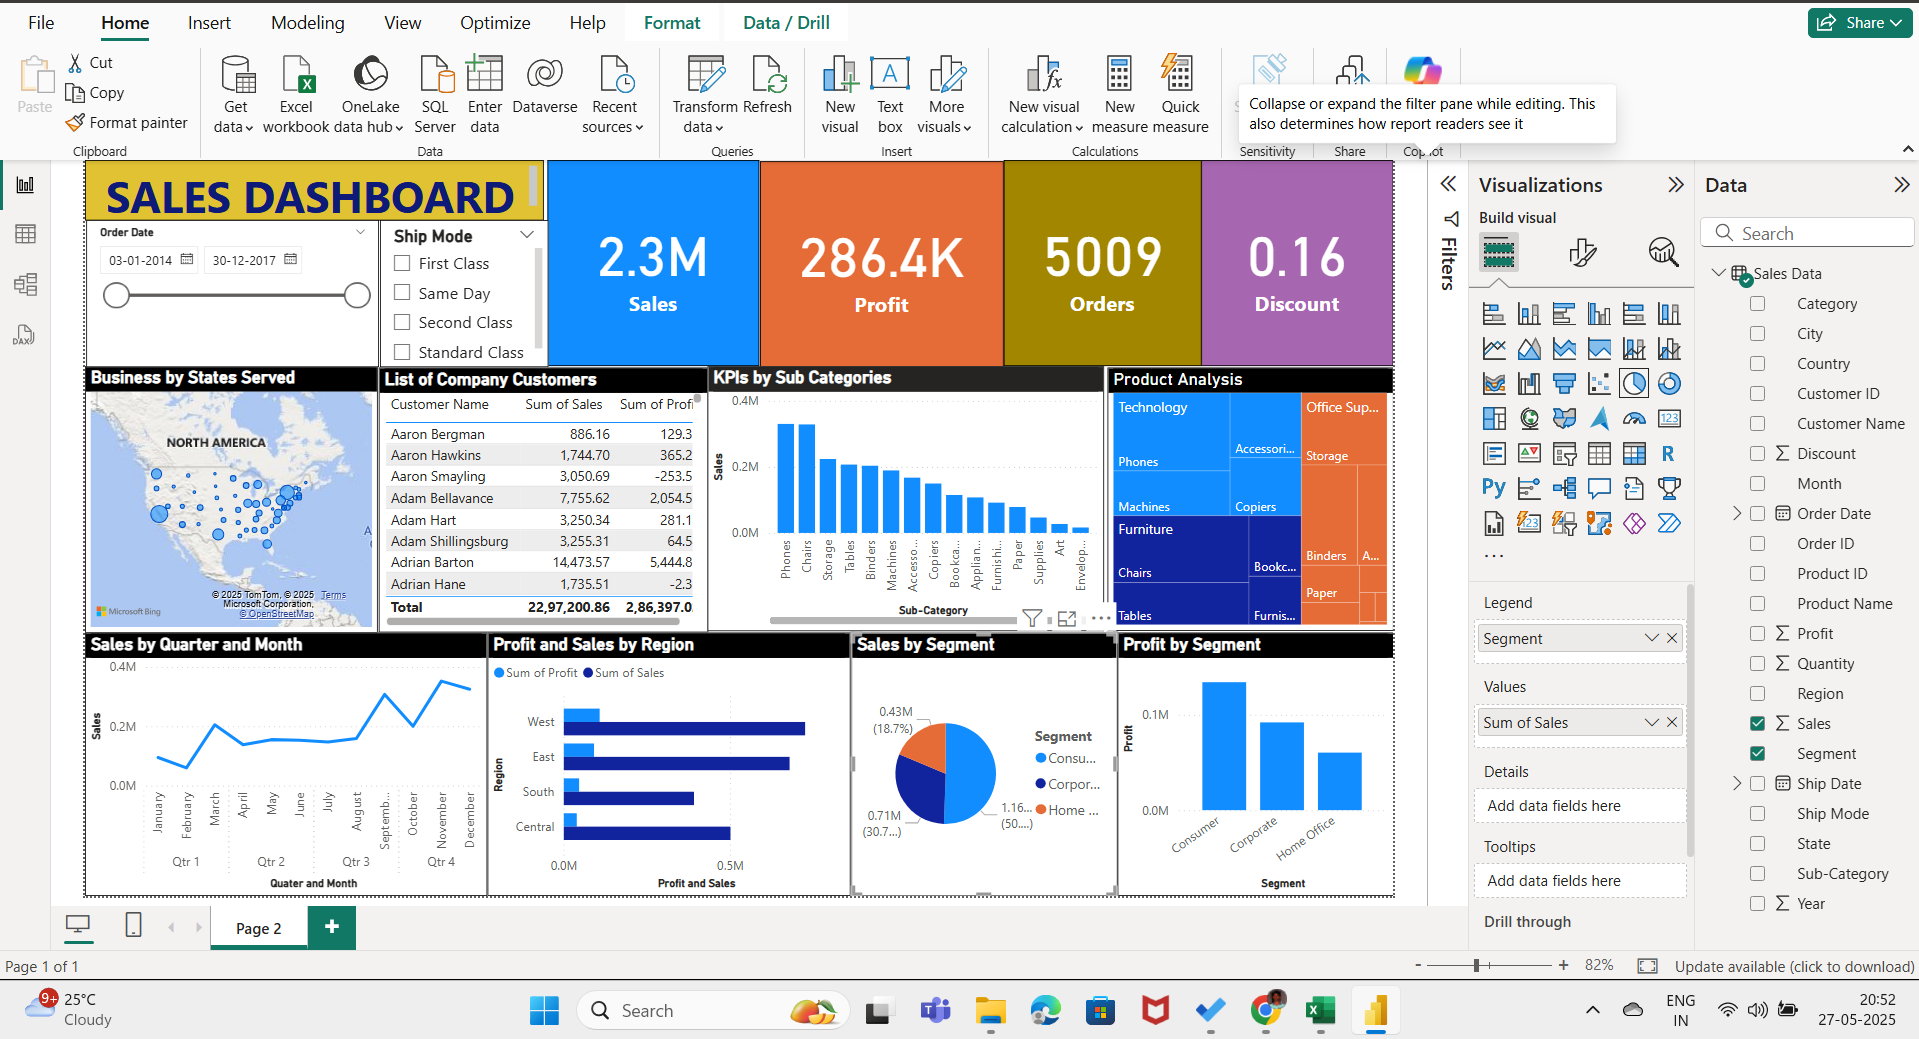 File Home Insert Modeling View Optimize Help Format Data / Drill
Share
Paste
Cut
Copy
Format painter
Clipboard
Get data
Excel workbook
OneLake data hub
SQL Server
Enter data
Dataverse
Recent sources
Data
Transform data
Refresh
Queries
New visual
Text box
More visuals
Insert
New visual calculation
New measure
Quick measure
Calculations
Sensitivity
Share
Collapse or expand the filter pane while editing. This
also determines how report readers see it
SALES DASHBOARD
Order Date
03-01-2014
30-12-2017
Ship Mode
First Class
Same Day
Second Class
Standard Class
2.3M
Sales
286.4K
Profit
5009
Orders
0.16
Discount
Business by States Served
NORTH AMERICA
A
© 2025 TomTom, © 2025
Microsoft Corporation,
© OpenStreetMap
Terms
Microsoft Bing
List of Company Customers
Customer Name Sum of Sales Sum of Profi
Aaron Bergman 886.16 129.3
Aaron Hawkins 1,744.70 365.2
Aaron Smayling 3,050.69 -253.5
Adam Bellavance 7,755.62 2,054.5
Adam Hart 3,250.34 281.1
Adam Shillingsburg 3,255.31 64.5
Adrian Barton 14,473.57 5,444.8
Adrian Hane 1,735.51 -2.3
Total 22,97,200.86 2,86,397.0
KPIs by Sub Categories
0.4M
0.2M
0.0M
Sales
Phones
Chairs
Storage
Tables
Binders
Machines
Accesso...
Copiers
Bookca...
Applian...
Furnishi...
Paper
Supplies
Art
Envelop...
Sub-Category
Product Analysis
Technology
Phones
Machines
Accessori...
Copiers
Furniture
Chairs
Tables
Bookc...
Furnis...
Office Sup...
Storage
Binders
A...
Paper
Sales by Quarter and Month
0.4M
0.2M
0.0M
Sales
January
February
March
April
May
June
July
August
Septemb...
October
November
December
Qtr 1
Qtr 2
Qtr 3
Qtr 4
Quater and Month
Profit and Sales by Region
Sum of Profit Sum of Sales
Region
West
East
South
Central
0.0M 0.5M
Profit and Sales
Sales by Segment
0.43M
(18.7%)
0.71M
(30.7...)
1.16...
(50....)
Segment
Consu...
Corpor...
Home ...
Profit by Segment
0.1M
0.0M
Profit
Consumer
Corporate
Home Office
Segment
Filters
Visualizations
Build visual
123
R
Py
123
...
Legend
Segment
Values
Sum of Sales
Details
Add data fields here
Tooltips
Add data fields here
Drill through
Data
Search
Sales Data
Category
City
Country
Customer ID
Customer Name
Discount
Month
Order Date
Order ID
Product ID
Product Name
Profit
Quantity
Region
Sales
Segment
Ship Date
Ship Mode
State
Sub-Category
Year
DAX
Page 2
Page 1 of 1
82%
Update available (click to download)
9+
25°C
Cloudy
Search
ENG
IN
20:52
27-05-2025